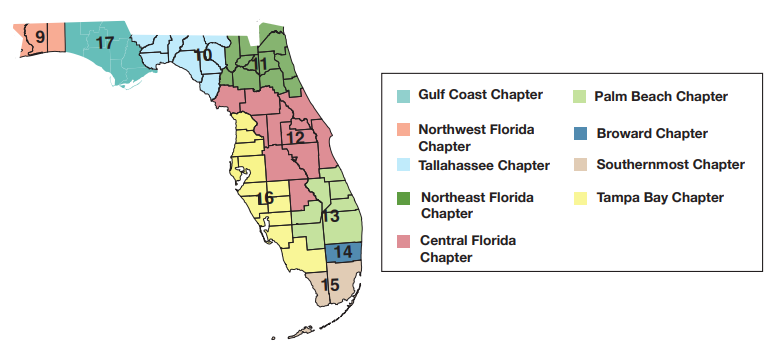 9
17
10
11
12
16
13
14
15
Gulf Coast Chapter
Northwest Florida
Chapter
Tallahassee Chapter
Northeast Florida
Chapter
Central Florida
Chapter
Palm Beach Chapter
Broward Chapter
Southernmost Chapter
Tampa Bay Chapter